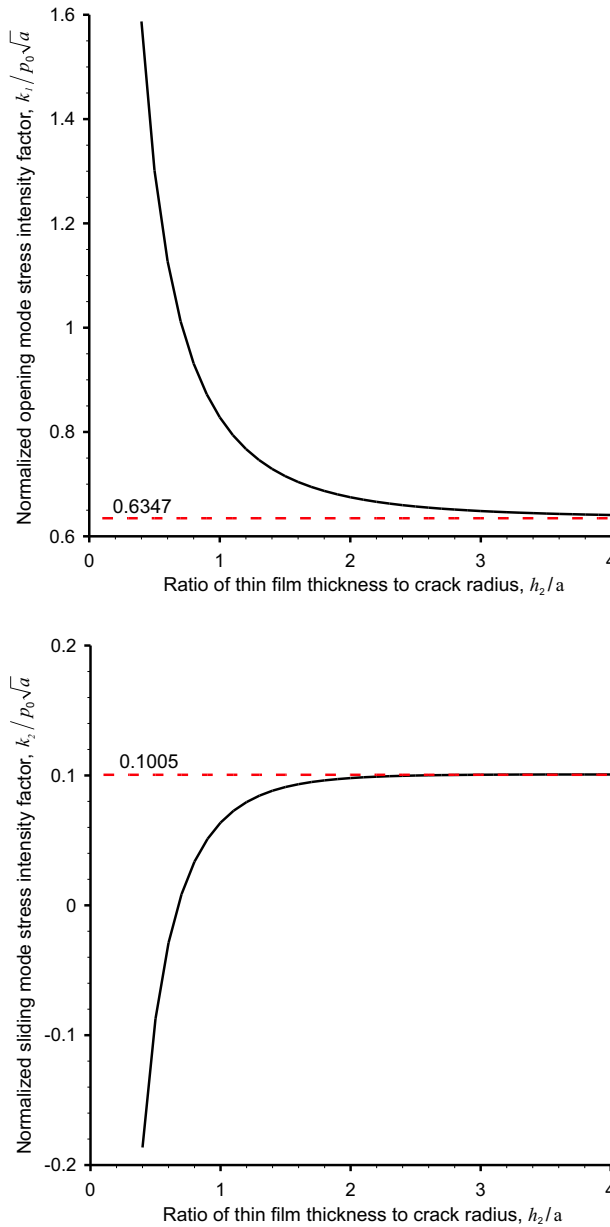 Normalized opening mode stress intensity factor, k₁/p₀√a
1.6
1.4
1.2
1
0.8
0.6347
0.6
0 1 2 3 4
Ratio of thin film thickness to crack radius, h₂/a
Normalized sliding mode stress intensity factor, k₂/p₀√a
0.2
0.1005
0.1
0
-0.1
-0.2
0 1 2 3 4
Ratio of thin film thickness to crack radius, h₂/a